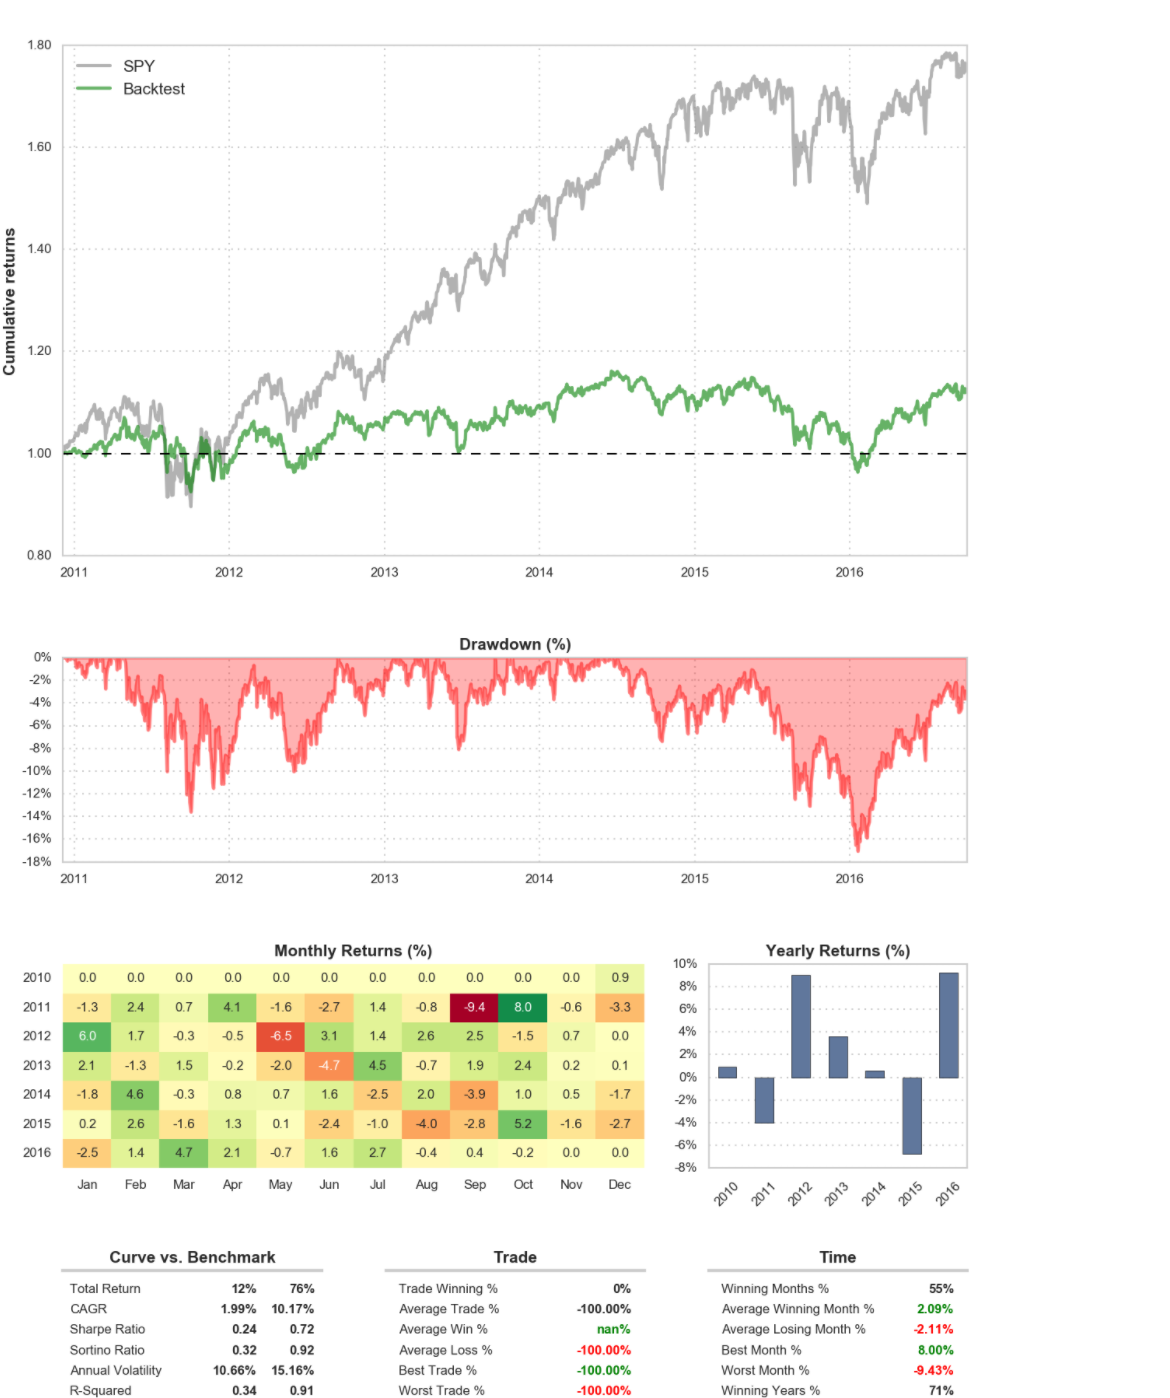 1.80
SPY
Backtest
1.60
1.40
Cumulative returns
1.20
1.00
0.80
2011 2012 2013 2014 2015 2016
Drawdown (%)
0%
-2%
-4%
-6%
-8%
-10%
-12%
-14%
-16%
-18%
2011 2012 2013 2014 2015 2016
Monthly Returns (%)
2010 0.0 0.0 0.0 0.0 0.0 0.0 0.0 0.0 0.0 0.0 0.0 0.9
2011 -1.3 2.4 0.7 4.1 -1.6 -2.7 1.4 -0.8 -9.4 8.0 -0.6 -3.3
2012 6.0 1.7 -0.3 -0.5 -6.5 3.1 1.4 2.6 2.5 -1.5 0.7 0.0
2013 2.1 -1.3 1.5 -0.2 -2.0 -4.7 4.5 -0.7 1.9 2.4 0.2 0.1
2014 -1.8 4.6 -0.3 0.8 0.7 1.6 -2.5 2.0 -3.9 1.0 0.5 -1.7
2015 0.2 2.6 -1.6 1.3 0.1 -2.4 -1.0 -4.0 -2.8 5.2 -1.6 -2.7
2016 -2.5 1.4 4.7 2.1 -0.7 1.6 2.7 -0.4 0.4 -0.2 0.0 0.0
Jan Feb Mar Apr May Jun Jul Aug Sep Oct Nov Dec
Yearly Returns (%)
10%
8%
6%
4%
2%
0%
-2%
-4%
-6%
-8%
2010 2011 2012 2013 2014 2015 2016
Curve vs. Benchmark
Total Return 12% 76%
CAGR 1.99% 10.17%
Sharpe Ratio 0.24 0.72
Sortino Ratio 0.32 0.92
Annual Volatility 10.66% 15.16%
R-Squared 0.34 0.91
Trade
Trade Winning % 0%
Average Trade % -100.00%
Average Win % nan%
Average Loss % -100.00%
Best Trade % -100.00%
Worst Trade % -100.00%
Time
Winning Months % 55%
Average Winning Month % 2.09%
Average Losing Month % -2.11%
Best Month % 8.00%
Worst Month % -9.43%
Winning Years % 71%